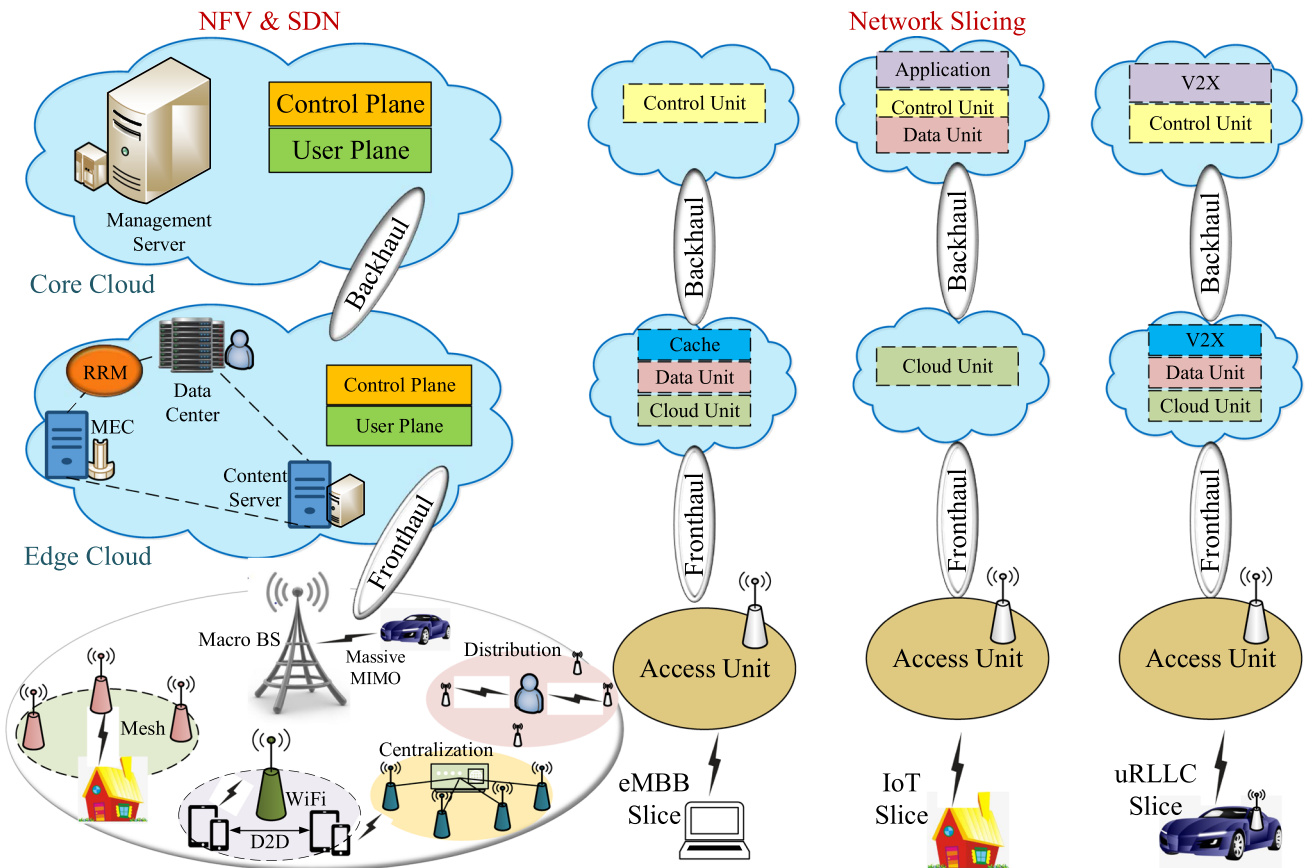 NFV & SDN
Control Plane
User Plane
Management
Server
Backhaul
Core Cloud
RRM
Data
Center
MEC
Control Plane
User Plane
Content
Server
Fronthaul
Edge Cloud
Macro BS
Massive
MIMO
Distribution
Mesh
Centralization
WiFi
D2D
Network Slicing
Control Unit
Backhaul
Cache
Data Unit
Cloud Unit
Fronthaul
Access Unit
eMBB
Slice
Application
Control Unit
Data Unit
Backhaul
Cloud Unit
Fronthaul
Access Unit
IoT
Slice
V2X
Control Unit
Backhaul
V2X
Data Unit
Cloud Unit
Fronthaul
Access Unit
uRLLC
Slice